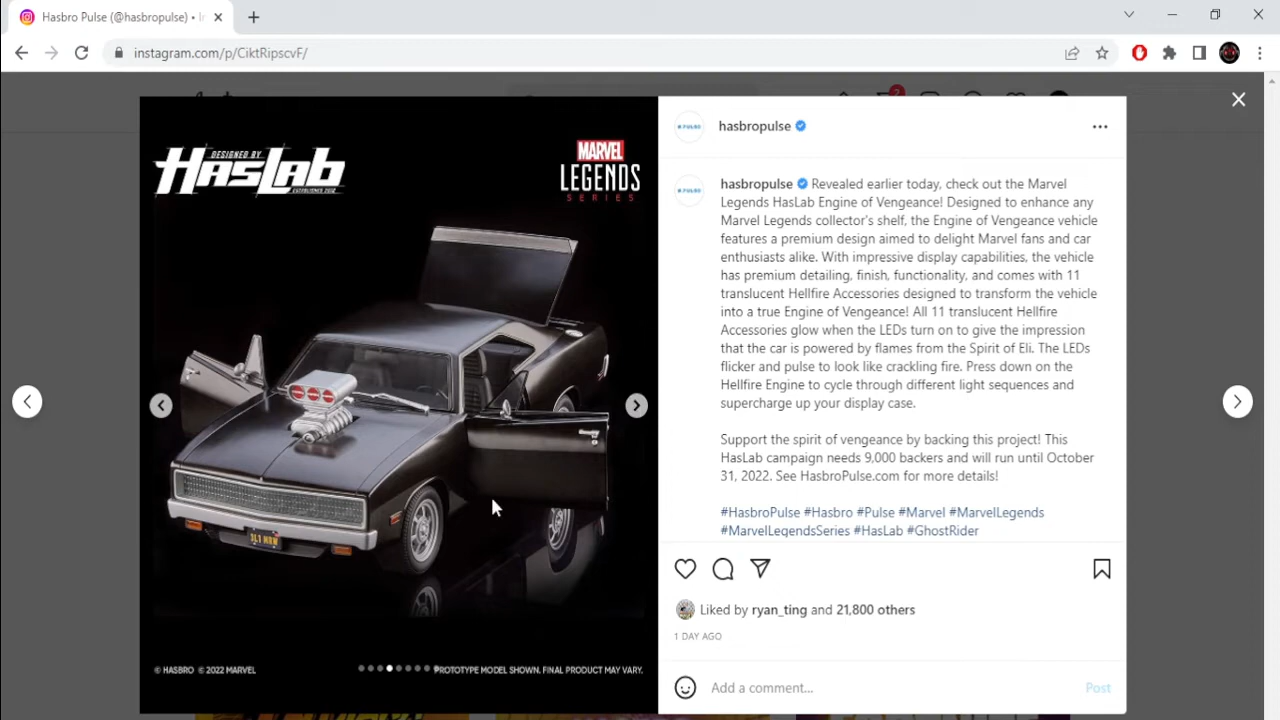 Hasbro Pulse (@hasbropulse) • In
instagram.com/p/CiktRipscvF/
2
DESIGNED BY
HasLab
MARVEL
LEGENDS
SERIES
© HASBRO © 2022 MARVEL
PROTOTYPE MODEL SHOWN. FINAL PRODUCT MAY VARY.
PULSE
hasbropulse
PULSE
hasbropulse Revealed earlier today, check out the Marvel
Legends HasLab Engine of Vengeance! Designed to enhance any
Marvel Legends collector's shelf, the Engine of Vengeance vehicle
features a premium design aimed to delight Marvel fans and car
enthusiasts alike. With impressive display capabilities, the vehicle
has premium detailing, finish, functionality, and comes with 11
translucent Hellfire Accessories designed to transform the vehicle
into a true Engine of Vengeance! All 11 translucent Hellfire
Accessories glow when the LEDs turn on to give the impression
that the car is powered by flames from the Spirit of Eli. The LEDs
flicker and pulse to look like crackling fire. Press down on the
Hellfire Engine to cycle through different light sequences and
supercharge up your display case.
Support the spirit of vengeance by backing this project! This
HasLab campaign needs 9,000 backers and will run until October
31, 2022. See HasbroPulse.com for more details!
#HasbroPulse #Hasbro #Pulse #Marvel #MarvelLegends
#MarvelLegendsSeries #HasLab #GhostRider
Liked by ryan_ting and 21,800 others
1 DAY AGO
Add a comment...
Post